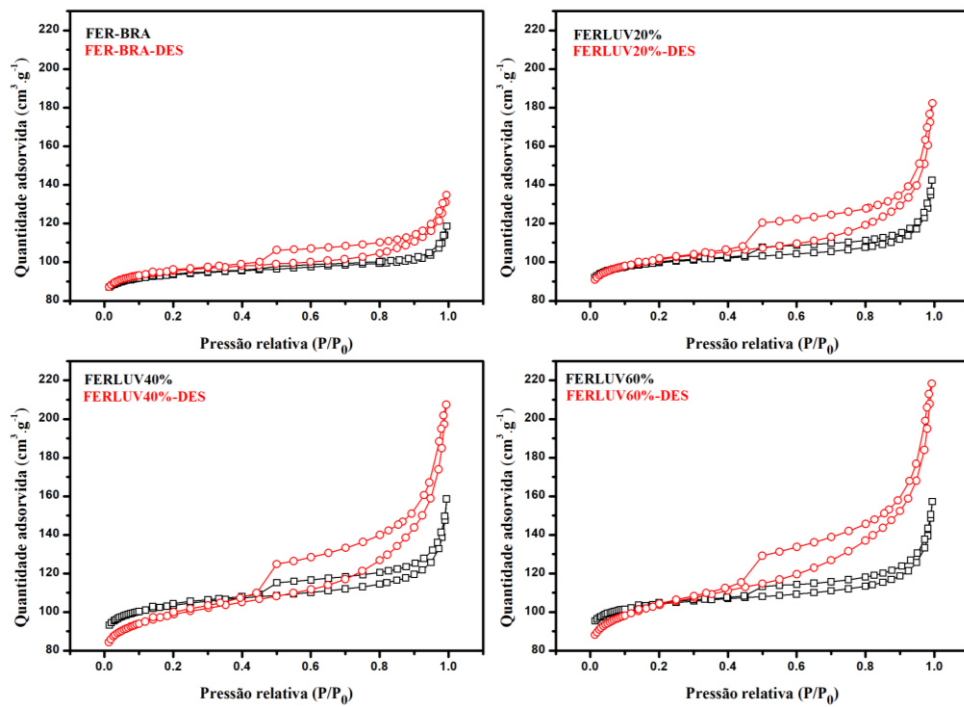 FER-BRA
FER-BRA-DES
Quantidade adsorvida (cm³.g⁻¹)
220
200
180
160
140
120
100
80
0.0 0.2 0.4 0.6 0.8 1.0
Pressão relativa (P/P₀)
FERLUV20%
FERLUV20%-DES
Quantidade adsorvida (cm³.g⁻¹)
220
200
180
160
140
120
100
80
0.0 0.2 0.4 0.6 0.8 1.0
Pressão relativa (P/P₀)
FERLUV40%
FERLUV40%-DES
Quantidade adsorvida (cm³.g⁻¹)
220
200
180
160
140
120
100
80
0.0 0.2 0.4 0.6 0.8 1.0
Pressão relativa (P/P₀)
FERLUV60%
FERLUV60%-DES
Quantidade adsorvida (cm³.g⁻¹)
220
200
180
160
140
120
100
80
0.0 0.2 0.4 0.6 0.8 1.0
Pressão relativa (P/P₀)